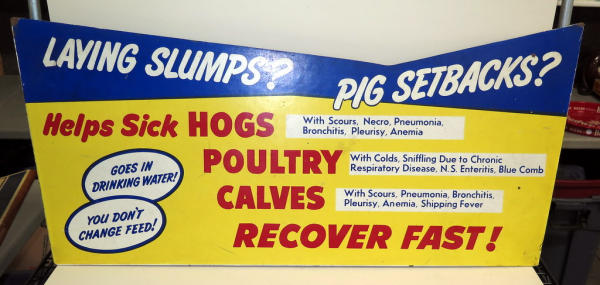 LAYING SLUMPS?
PIG SETBACKS?
Helps Sick HOGS
With Scours, Necro, Pneumonia,
Bronchitis, Pleurisy, Anemia
POULTRY
With Colds, Sniffling Due to Chronic
Respiratory Disease, N.S. Enteritis, Blue Comb
CALVES
With Scours, Pneumonia, Bronchitis,
Pleurisy, Anemia, Shipping Fever
GOES IN
DRINKING WATER!
YOU DON'T
CHANGE FEED!
RECOVER FAST!